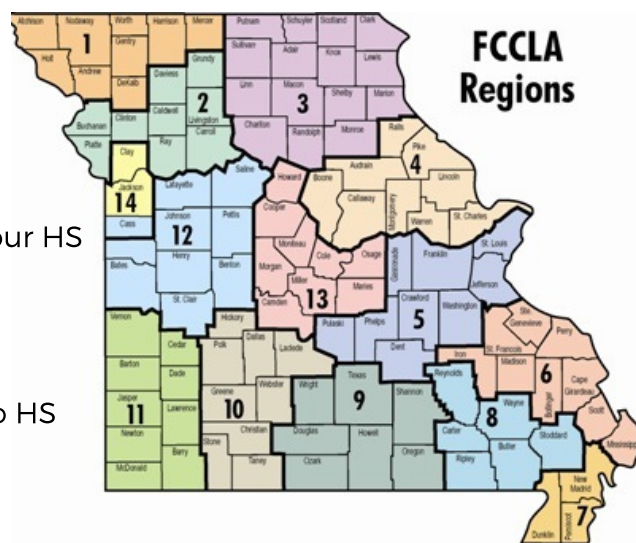 FCCLA
Regions
Atchison Nodaway Worth Harrison Mercer
Holt Gentry
Andrew DeKalb
1
Putnam Schuyler Scotland Clark
Sullivan Adair Knox Lewis
Linn Macon Shelby Marion
Chariton Randolph Monroe
3
Grundy
Daviess
Livingston
Buchanan Clinton Caldwell Carroll
Platte Ray
2
Clay
Jackson
14
Cass
Ralls
Pike
Audrain
Boone Lincoln
Callaway Montgomery Warren St. Charles
4
Saline
Lafayette
Johnson Pettis
12
Henry
Bates Benton
St. Clair
Howard
Cooper
Moniteau
Cole Osage
Morgan Miller
Maries
Camden
13
our HS
St. Louis
Gasconade Franklin
Jefferson
Crawford Washington
Pulaski Phelps
Dent
5
Vernon
Cedar
Barton Dade
Jasper Lawrence
11
Newton
Barry
McDonald
o HS
Hickory
Polk Dallas Laclede
Greene Webster
10
Christian
Stone Taney
Texas
Wright Shannon
9
Douglas Howell
Ozark Oregon
Ste.
Genevieve Perry
St. Francois
Iron Madison
Cape
Girardeau
Bollinger
Scott
Mississippi
6
Reynolds
Wayne
8
Carter Stoddard
Butler
Ripley
New
Madrid
7
Dunklin Pemiscot